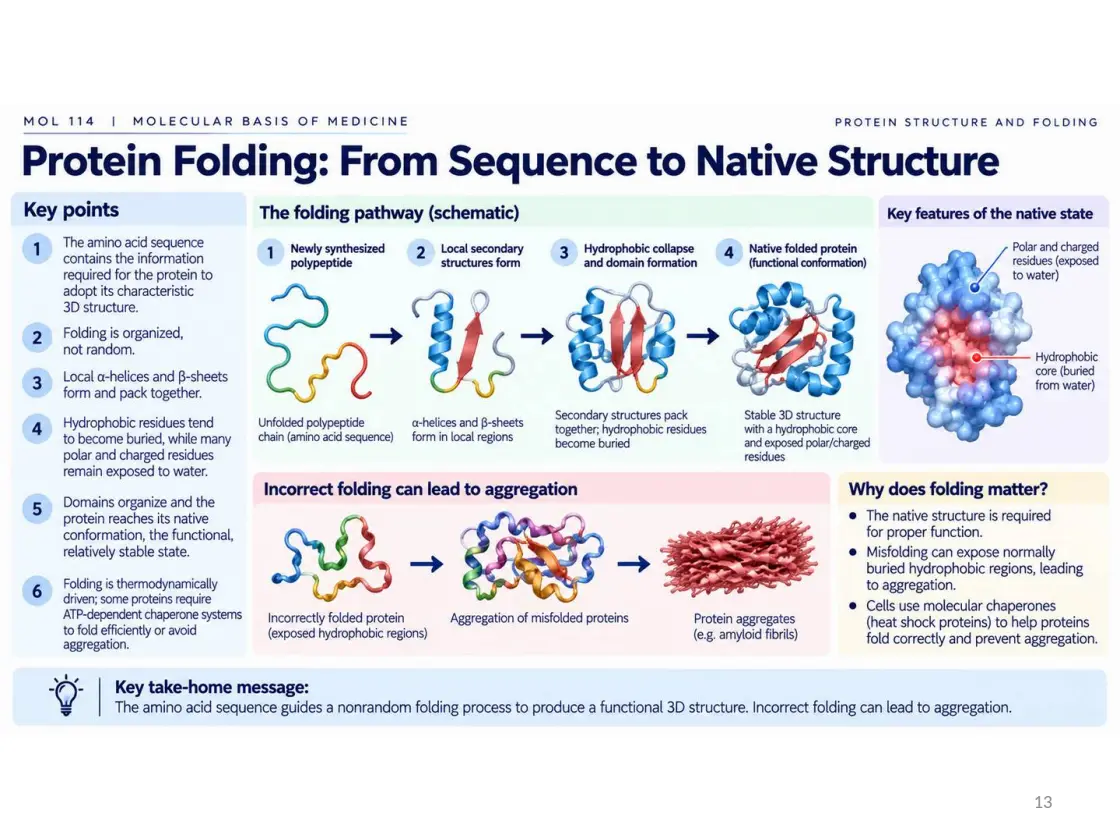 MOL 114 | MOLECULAR BASIS OF MEDICINE
PROTEIN STRUCTURE AND FOLDING
Protein Folding: From Sequence to Native Structure
Key points
1
The amino acid sequence
contains the information
required for the protein to
adopt its characteristic
3D structure.
2
Folding is organized,
not random.
3
Local α-helices and β-sheets
form and pack together.
4
Hydrophobic residues tend
to become buried, while many
polar and charged residues
remain exposed to water.
5
Domains organize and the
protein reaches its native
conformation, the functional,
relatively stable state.
6
Folding is thermodynamically
driven; some proteins require
ATP-dependent chaperone systems
to fold efficiently or avoid
aggregation.
The folding pathway (schematic)
1
Newly synthesized
polypeptide
Unfolded polypeptide
chain (amino acid sequence)
2
Local secondary
structures form
α-helices and β-sheets
form in local regions
3
Hydrophobic collapse
and domain formation
Secondary structures pack
together; hydrophobic residues
become buried
4
Native folded protein
(functional conformation)
Stable 3D structure
with a hydrophobic core
and exposed polar/charged
residues
Key features of the native state
Polar and charged
residues (exposed
to water)
Hydrophobic
core (buried
from water)
Incorrect folding can lead to aggregation
Incorrectly folded protein
(exposed hydrophobic regions)
Aggregation of misfolded proteins
Protein aggregates
(e.g. amyloid fibrils)
Why does folding matter?
• The native structure is required
for proper function.
• Misfolding can expose normally
buried hydrophobic regions, leading
to aggregation.
• Cells use molecular chaperones
(heat shock proteins) to help proteins
fold correctly and prevent aggregation.
Key take-home message:
The amino acid sequence guides a nonrandom folding process to produce a functional 3D structure. Incorrect folding can lead to aggregation.
13